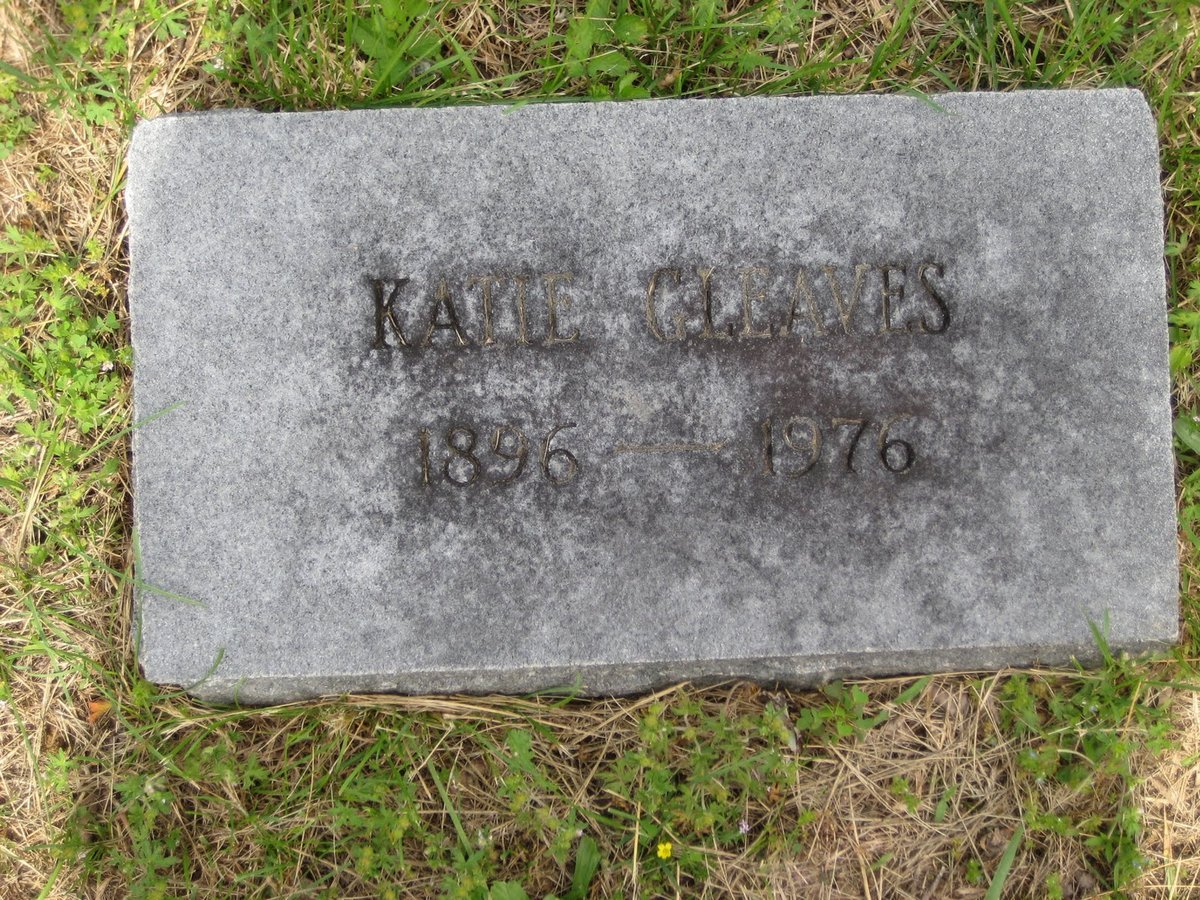 KATIE GLEAVES
1896 — 1976